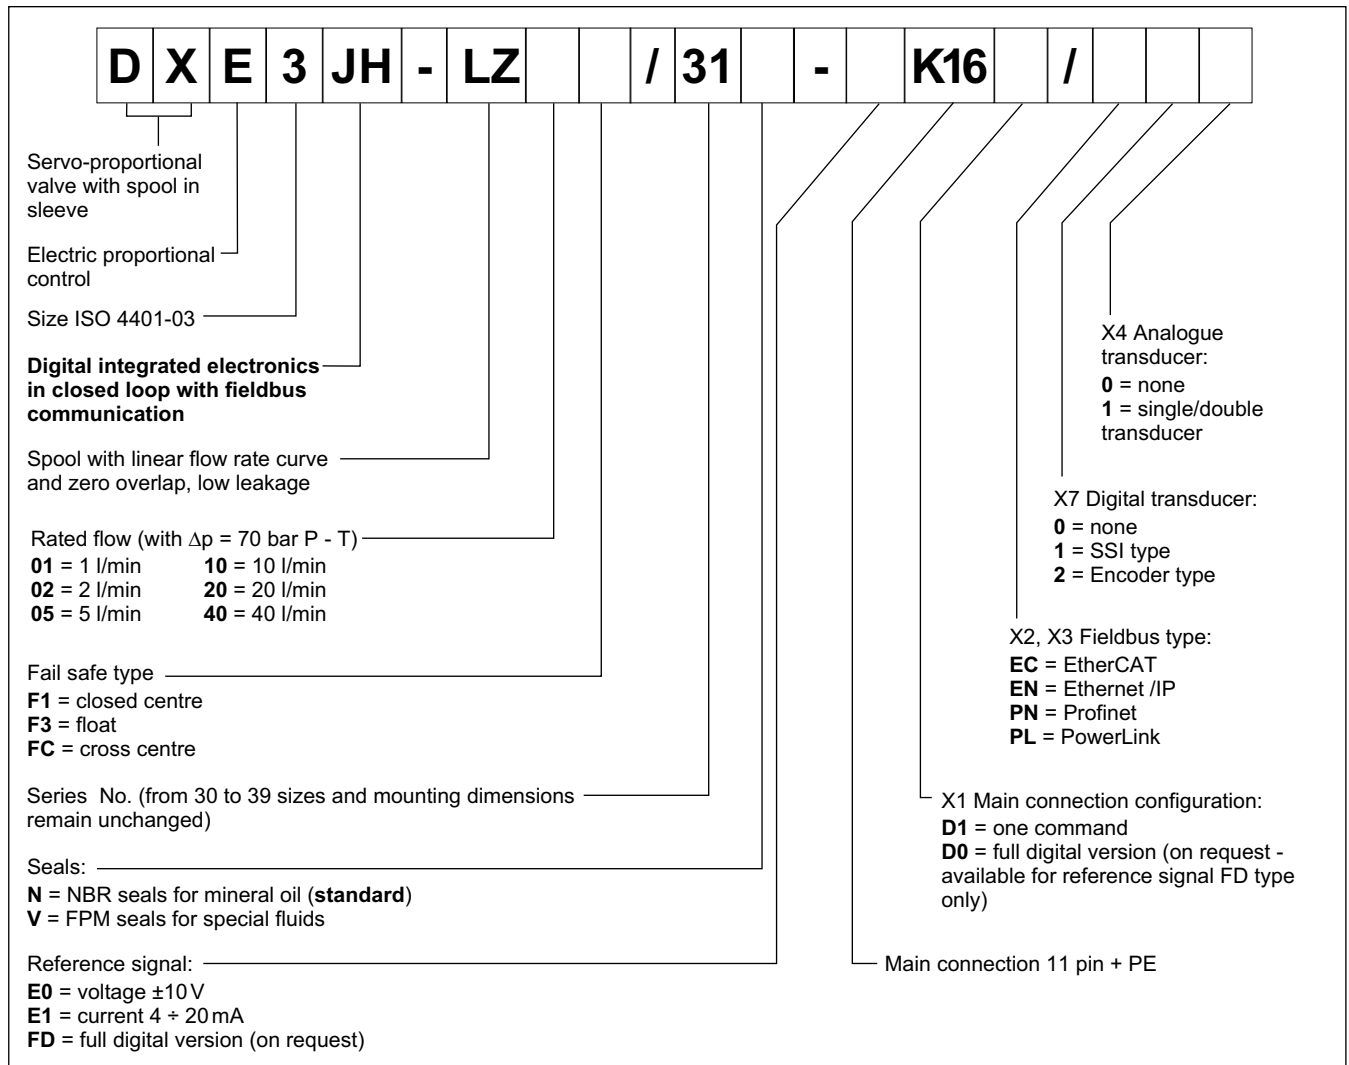 D X E 3 JH - LZ / 31 - K16 /
Servo-proportional
valve with spool in
sleeve
Electric proportional
control
Size ISO 4401-03
Digital integrated electronics
in closed loop with fieldbus
communication
Spool with linear flow rate curve
and zero overlap, low leakage
Rated flow (with Δp = 70 bar P - T)
01 = 1 l/min 10 = 10 l/min
02 = 2 l/min 20 = 20 l/min
05 = 5 l/min 40 = 40 l/min
Fail safe type
F1 = closed centre
F3 = float
FC = cross centre
Series No. (from 30 to 39 sizes and mounting dimensions
remain unchanged)
Seals:
N = NBR seals for mineral oil (standard)
V = FPM seals for special fluids
Reference signal:
E0 = voltage ±10 V
E1 = current 4 ÷ 20 mA
FD = full digital version (on request)
X4 Analogue
transducer:
0 = none
1 = single/double
transducer
X7 Digital transducer:
0 = none
1 = SSI type
2 = Encoder type
X2, X3 Fieldbus type:
EC = EtherCAT
EN = Ethernet /IP
PN = Profinet
PL = PowerLink
X1 Main connection configuration:
D1 = one command
D0 = full digital version (on request -
available for reference signal FD type
only)
Main connection 11 pin + PE